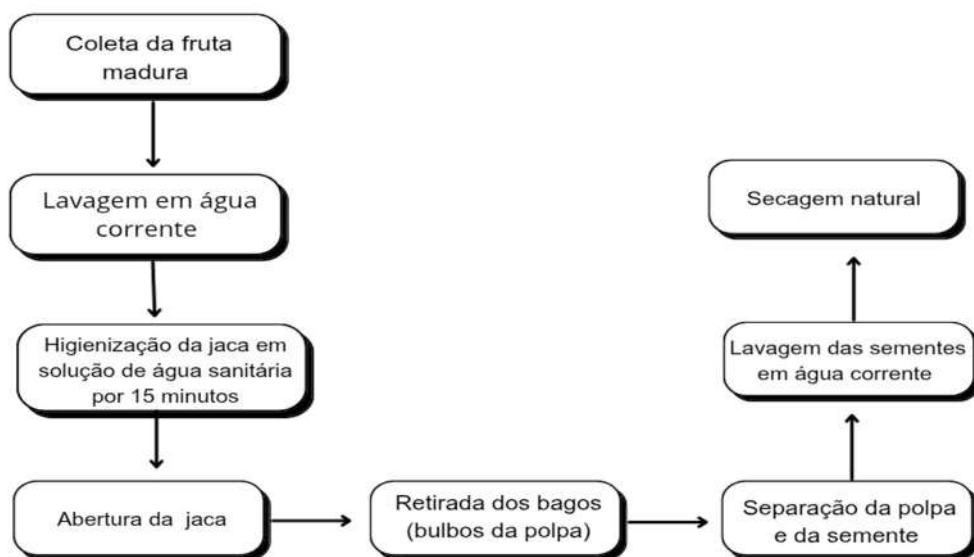 Coleta da fruta
madura
Lavagem em água
corrente
Higienização da jaca em
solução de água sanitária
por 15 minutos
Abertura da jaca
Retirada dos bagos
(bulbos da polpa)
Separação da polpa
e da semente
Lavagem das sementes
em água corrente
Secagem natural